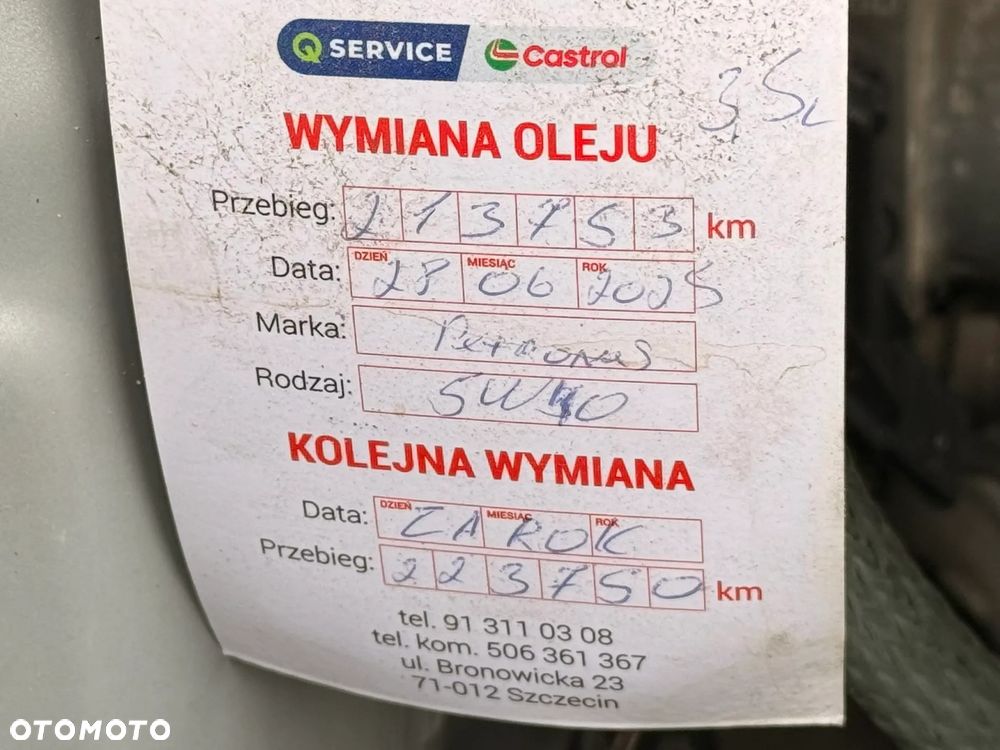 Q SERVICE Castrol
3,5L
WYMIANA OLEJU
Przebieg: 213753 km
Data: DZIEŃ 28 MIESIĄC 06 ROK 2025
Marka: Petronas
Rodzaj: 5W40
KOLEJNA WYMIANA
Data: DZIEŃ MIESIĄC ROK ZA ROK
Przebieg: 223750 km
tel. 91 311 03 08
tel. kom. 506 361 367
ul. Bronowicka 23
71-012 Szczecin
OTOMOTO